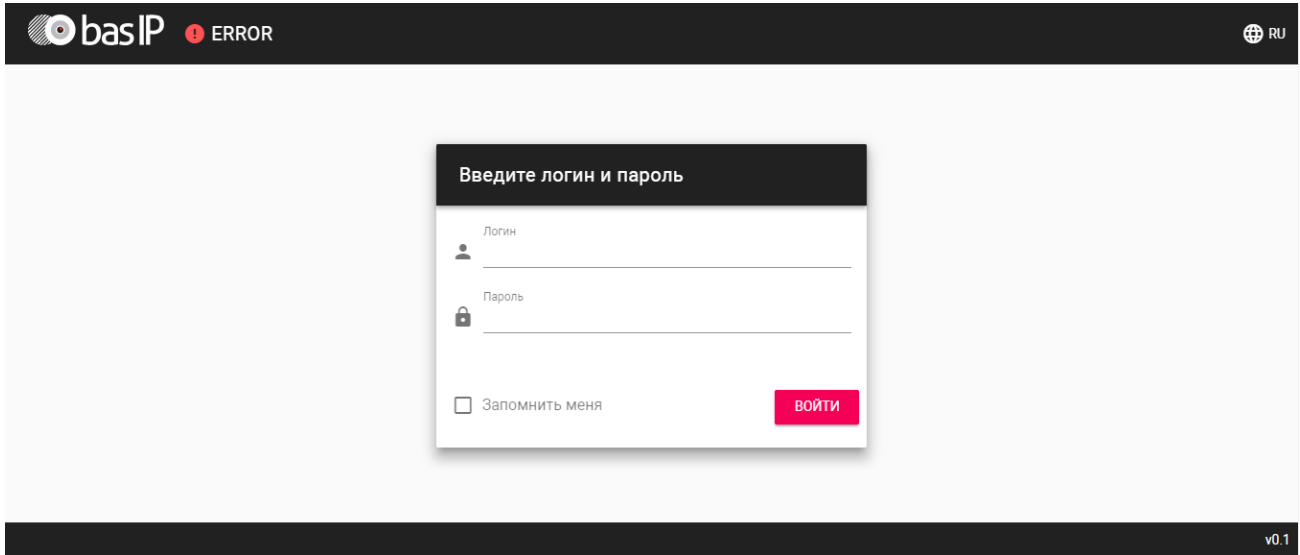 bas IP ERROR RU
Введите логин и пароль
Логин
Пароль
Запомнить меня ВОЙТИ
v0.1